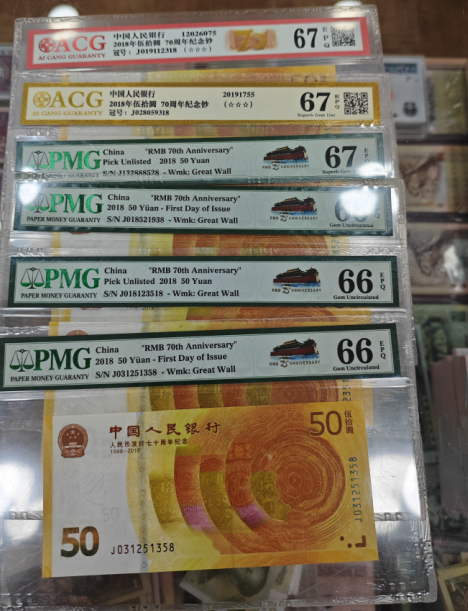 ACG
AI CANG GUARANTY
中国人民银行 12026075
2018年伍拾圆 70周年纪念钞
冠号: J019112318 (☆☆☆)
67 EPQ
ACG
AI CANG GUARANTY
中国人民银行 20191755
2018年伍拾圆 70周年纪念钞 (☆☆☆)
冠号: J028059318
67 EPQ
Superb Gem Unc
PMG
PAPER MONEY GUARANTY
China "RMB 70th Anniversary"
Pick Unlisted 2018 50 Yuan
- Wmk: Great Wall
67 EPQ
PMG
PAPER MONEY GUARANTY
China "RMB 70th Anniversary"
2018 50 Yüan - First Day of Issue
S/N J018521938 - Wmk: Great Wall
Gem Uncirculated
PMG
PAPER MONEY GUARANTY
China "RMB 70th Anniversary"
Pick Unlisted 2018 50 Yuan
S/N J018123518 - Wmk: Great Wall
66 EPQ
Gem Uncirculated
PMG
PAPER MONEY GUARANTY
China "RMB 70th Anniversary"
2018 50 Yüan - First Day of Issue
S/N J031251358 - Wmk: Great Wall
66 EPQ
Gem Uncirculated
中国人民银行
人民币发行七十周年纪念
1948-2018
50 伍拾圆
J031251358
50 J031251358